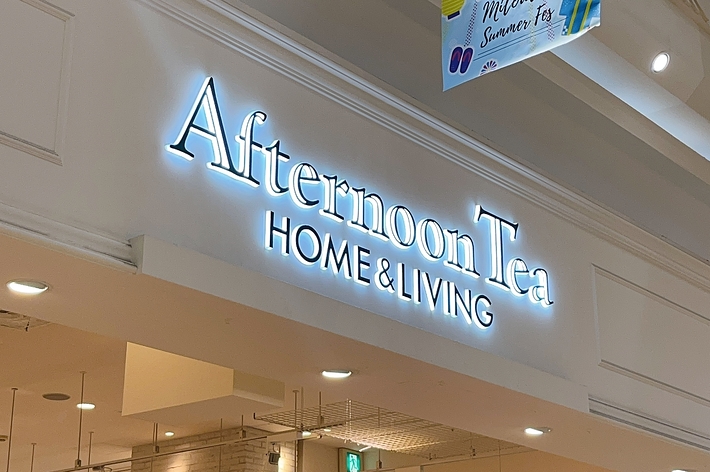 Summer Fes
Afternoon Tea
HOME & LIVING